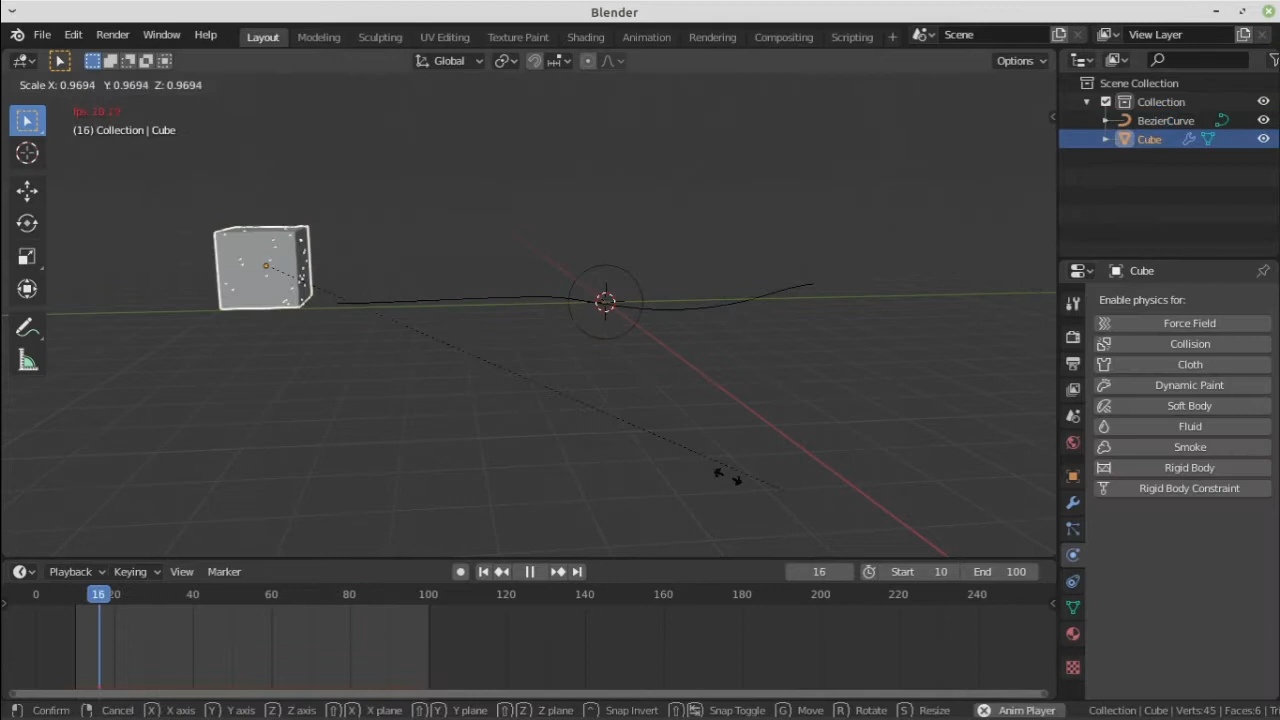 Blender
File Edit Render Window Help Layout Modeling Sculpting UV Editing Texture Paint Shading Animation Rendering Compositing Scripting + Scene View Layer
Global Options
Scale X: 0.9694 Y: 0.9694 Z: 0.9694
(16) Collection | Cube
Scene Collection
Collection
BezierCurve
Cube
Cube
Enable physics for:
Force Field
Collision
Cloth
Dynamic Paint
Soft Body
Fluid
Smoke
Rigid Body
Rigid Body Constraint
Playback Keying View Marker 16 Start 10 End 100
0 16 20 40 60 80 100 120 140 160 180 200 220 240
Confirm Cancel X X axis Y Y axis Z Z axis X X plane Y Y plane Z Z plane Snap Invert Snap Toggle G Move R Rotate S Resize Anim Player Collection | Cube | Verts:45 | Faces:6 |